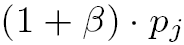 (1 + β) · p_j